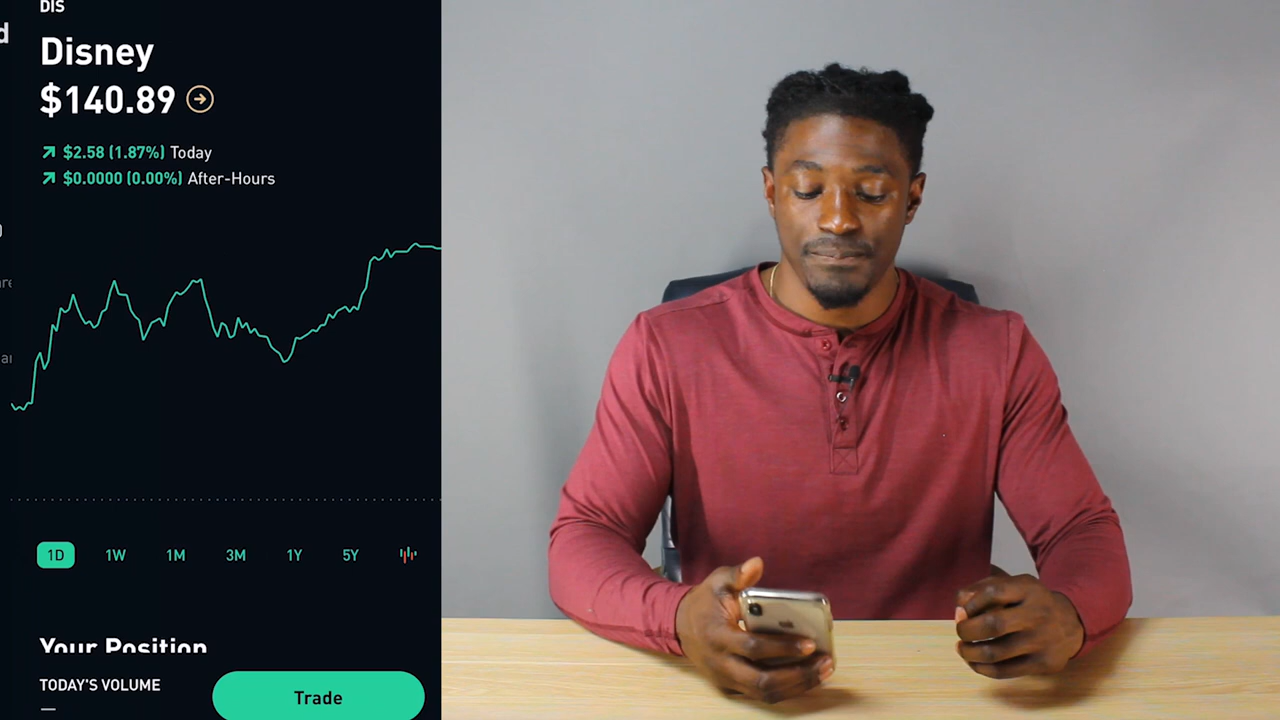 DIS
Disney
$140.89
$2.58 (1.87%) Today
$0.0000 (0.00%) After-Hours
1D 1W 1M 3M 1Y 5Y
Your Position
TODAY'S VOLUME
—
Trade